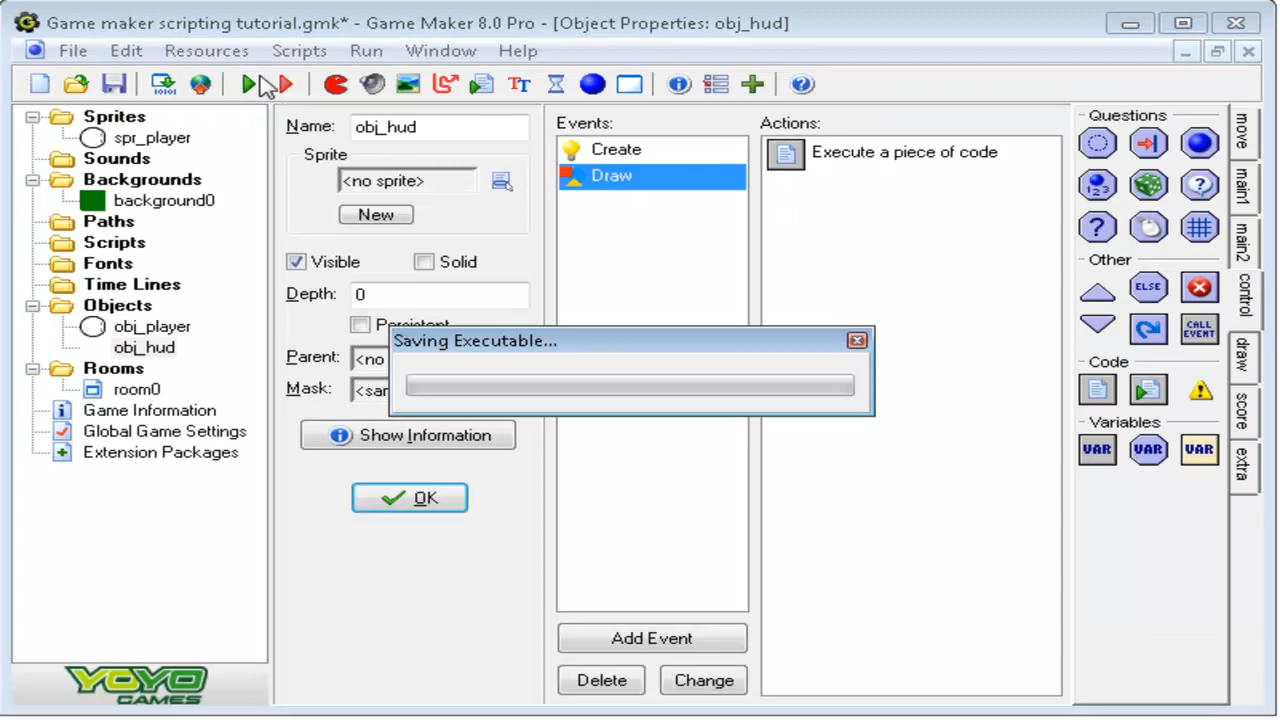 Game maker scripting tutorial.gmk* - Game Maker 8.0 Pro - [Object Properties: obj_hud]
File Edit Resources Scripts Run Window Help
Sprites
spr_player
Sounds
Backgrounds
background0
Paths
Scripts
Fonts
Time Lines
Objects
obj_player
obj_hud
Rooms
room0
Game Information
Global Game Settings
Extension Packages
YOYO
GAMES
Name: obj_hud
Sprite
<no sprite>
New
Visible Solid
Depth: 0
Persistent
Parent: <no
Mask: <sam
Show Information
OK
Saving Executable...
Events:
Create
Draw
Add Event
Delete Change
Actions:
Execute a piece of code
Questions
Other
ELSE
CALL
EVENT
Code
Variables
VAR VAR VAR
move
main1
main2
control
draw
score
extra